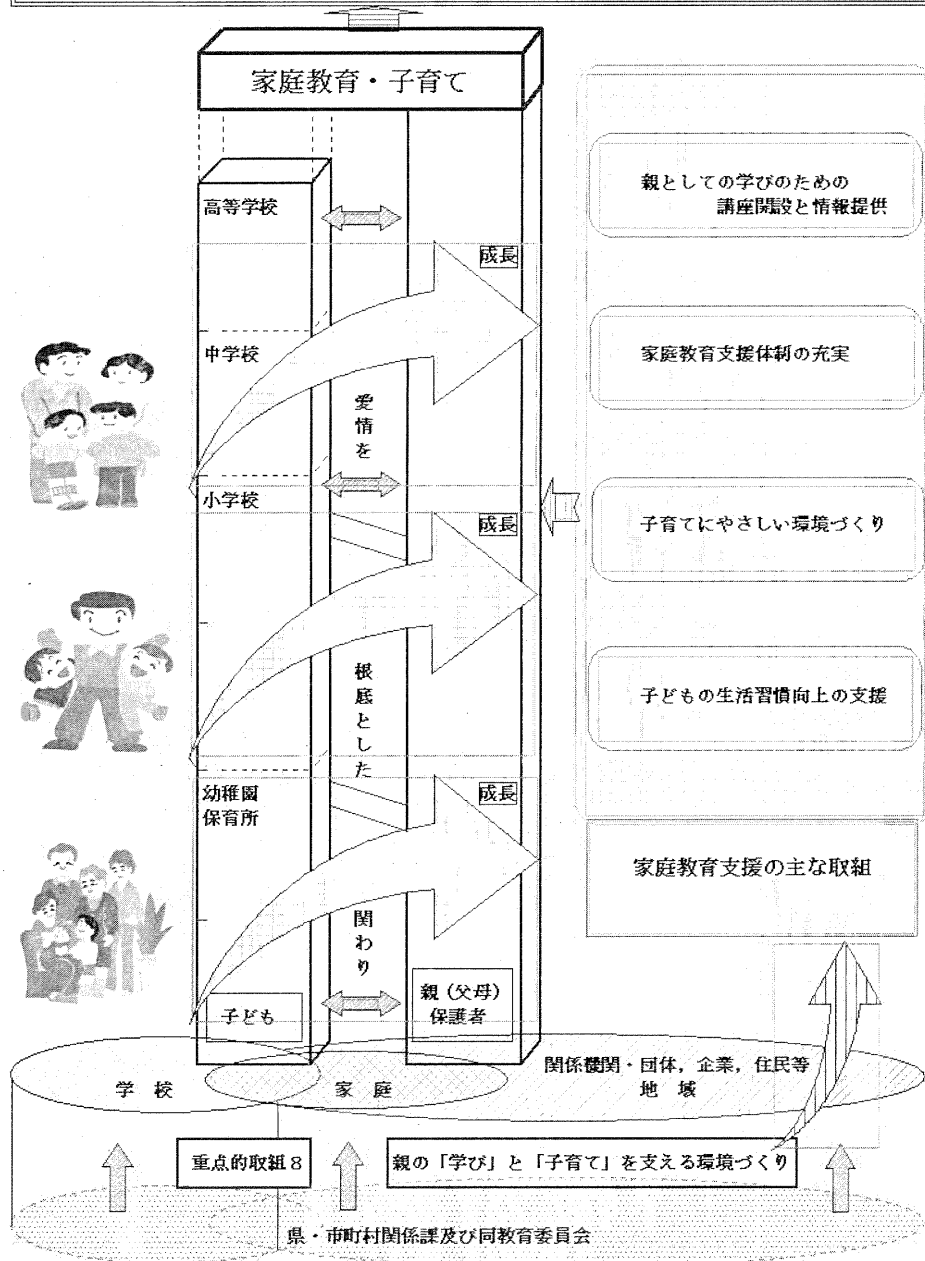 家庭教育・子育て
高等学校
成長
中学校
愛情を
小学校
成長
根底とした
幼稚園
保育所
成長
関わり
子ども
親(父母)
保護者
親としての学びのための
講座開設と情報提供
家庭教育支援体制の充実
子育てにやさしい環境づくり
子どもの生活習慣向上の支援
家庭教育支援の主な取組
学 校
家 庭
関係機関・団体,企業,住民等
地 域
重点的取組8
親の「学び」と「子育て」を支える環境づくり
県・市町村関係課及び同教育委員会